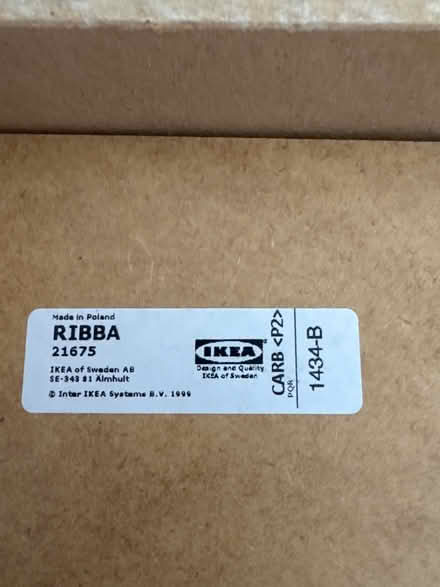 Made in Poland
RIBBA
21675
IKEA of Sweden AB
SE-343 81 Älmhult
© Inter IKEA Systems B.V. 1999
IKEA®
Design and Quality
IKEA of Sweden
CARB <P2>
PQR
1434-B